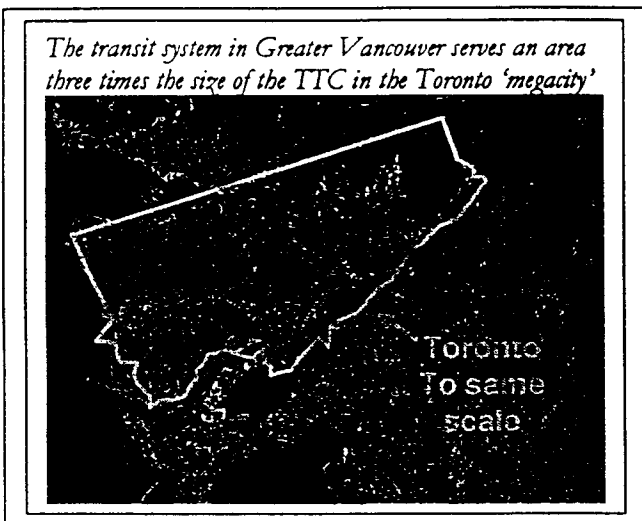 The transit system in Greater Vancouver serves an area
three times the size of the TTC in the Toronto ‘megacity’
Toronto
To same
scale